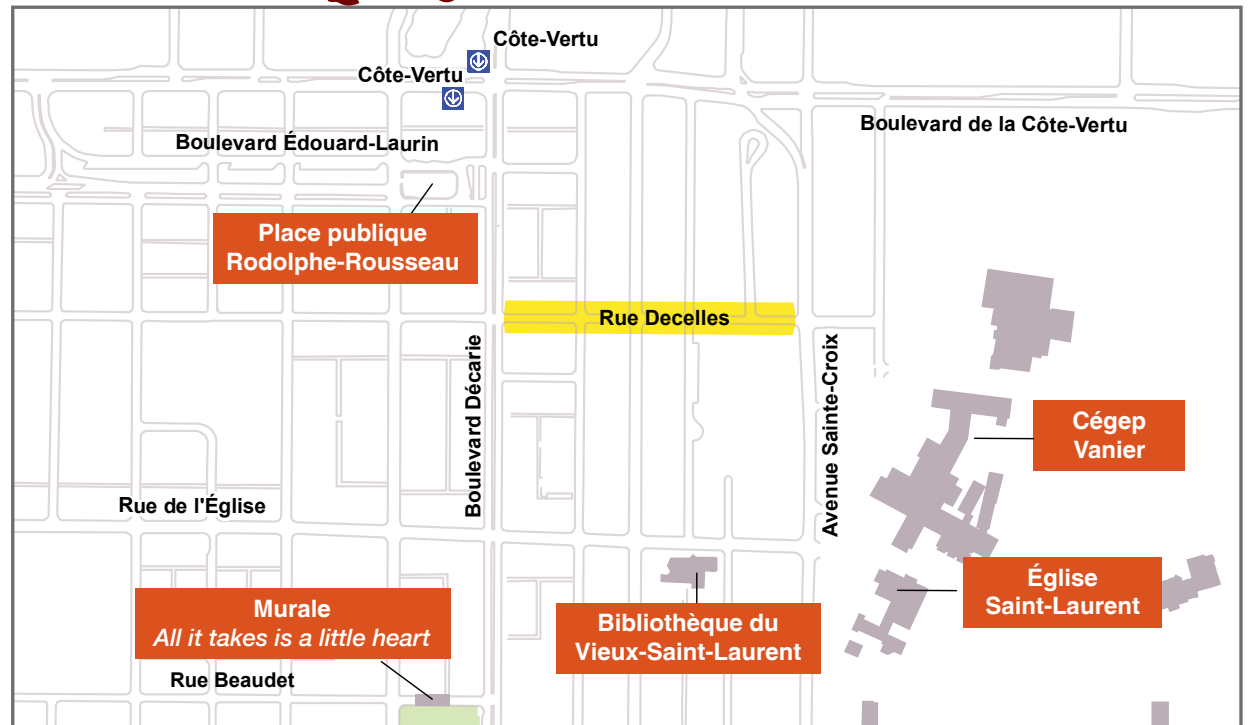 Côte-Vertu
Côte-Vertu
Boulevard de la Côte-Vertu
Boulevard Édouard-Laurin
Place publique
Rodolphe-Rousseau
Rue Decelles
Boulevard Décarie
Avenue Sainte-Croix
Cégep
Vanier
Rue de l'Église
Église
Saint-Laurent
Murale
All it takes is a little heart
Bibliothèque du
Vieux-Saint-Laurent
Rue Beaudet